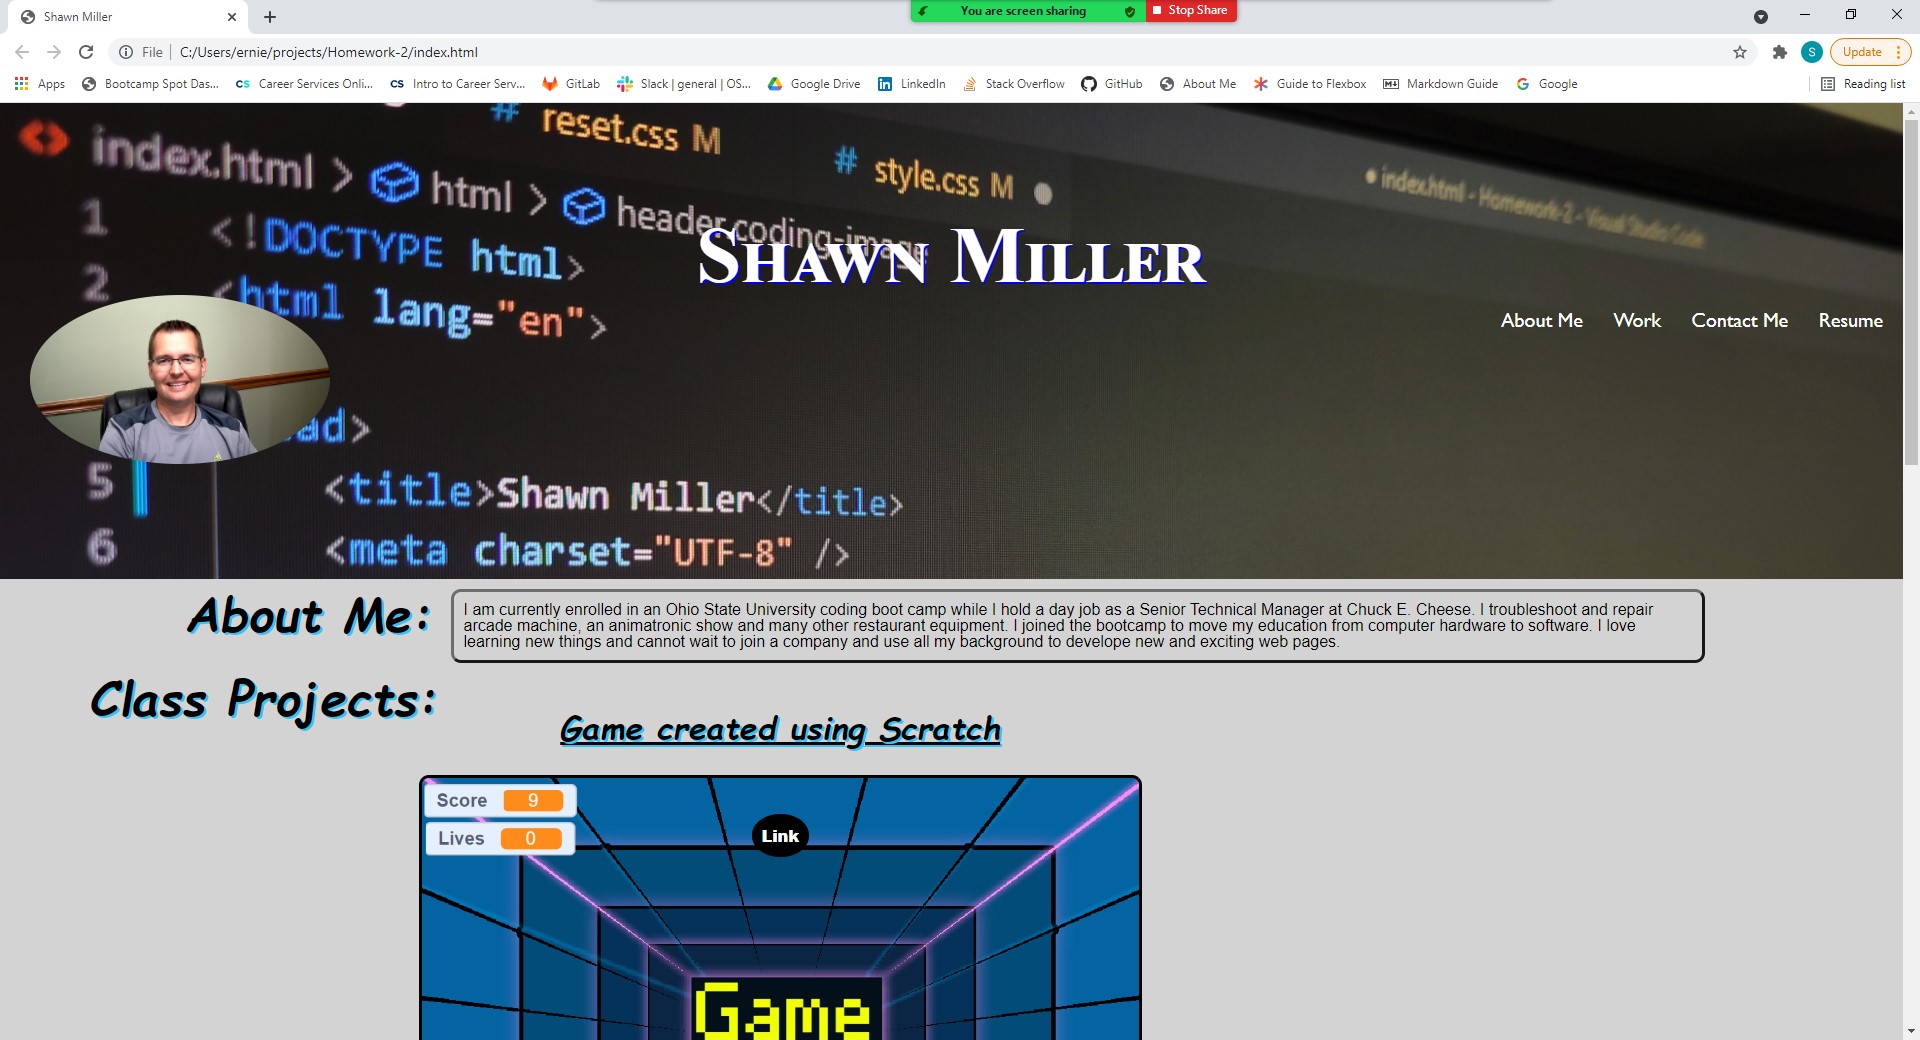 Shawn Miller
You are screen sharing
Stop Share
File
C:/Users/ernie/projects/Homework-2/index.html
Update
Apps
Bootcamp Spot Das...
CS Career Services Onli...
CS Intro to Career Serv...
GitLab
Slack | general | OS...
Google Drive
LinkedIn
Stack Overflow
GitHub
About Me
Guide to Flexbox
Markdown Guide
Google
Reading list
# reset.css M
# style.css M
index.html - Homework-2 - Visual Studio Code
index.html > html > header.coding-image
1 <!DOCTYPE html>
2 <html lang="en">
Shawn Miller
About Me
Work
Contact Me
Resume
ad>
5 <title>Shawn Miller</title>
6 <meta charset="UTF-8" />
About Me:
I am currently enrolled in an Ohio State University coding boot camp while I hold a day job as a Senior Technical Manager at Chuck E. Cheese. I troubleshoot and repair
arcade machine, an animatronic show and many other restaurant equipment. I joined the bootcamp to move my education from computer hardware to software. I love
learning new things and cannot wait to join a company and use all my background to develope new and exciting web pages.
Class Projects:
Game created using Scratch
Score 9
Lives 0
Link
Game